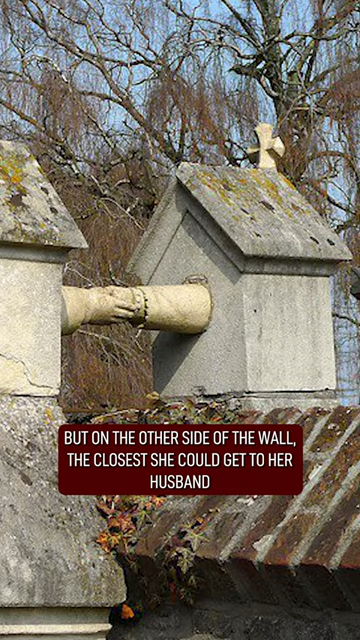 BUT ON THE OTHER SIDE OF THE WALL,
THE CLOSEST SHE COULD GET TO HER
HUSBAND